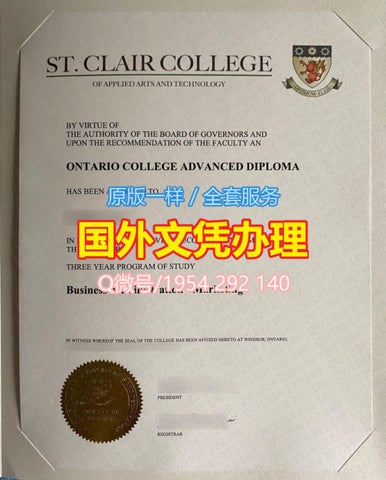 ST. CLAIR COLLEGE
OF APPLIED ARTS AND TECHNOLOGY
BY VIRTUE OF
THE AUTHORITY OF THE BOARD OF GOVERNORS AND
UPON THE RECOMMENDATION OF THE FACULTY AN
ONTARIO COLLEGE ADVANCED DIPLOMA
HAS BEEN TO
原版一样 / 全套服务
国外文凭办理
THREE YEAR PROGRAM OF STUDY
Q微号/1954 292 140
Business Marketing
IN WITNESS WHEREOF THE SEAL OF THE COLLEGE HAS BEEN AFFIXED HERETO AT WINDSOR, ONTARIO.
PRESIDENT
REGISTRAR